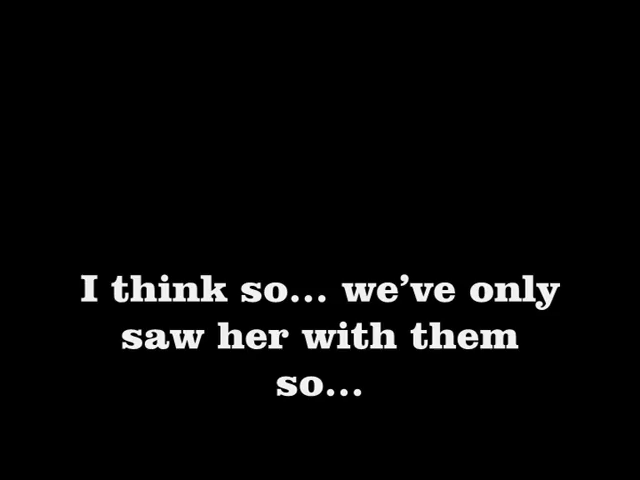 I think so... we’ve only
saw her with them
so...